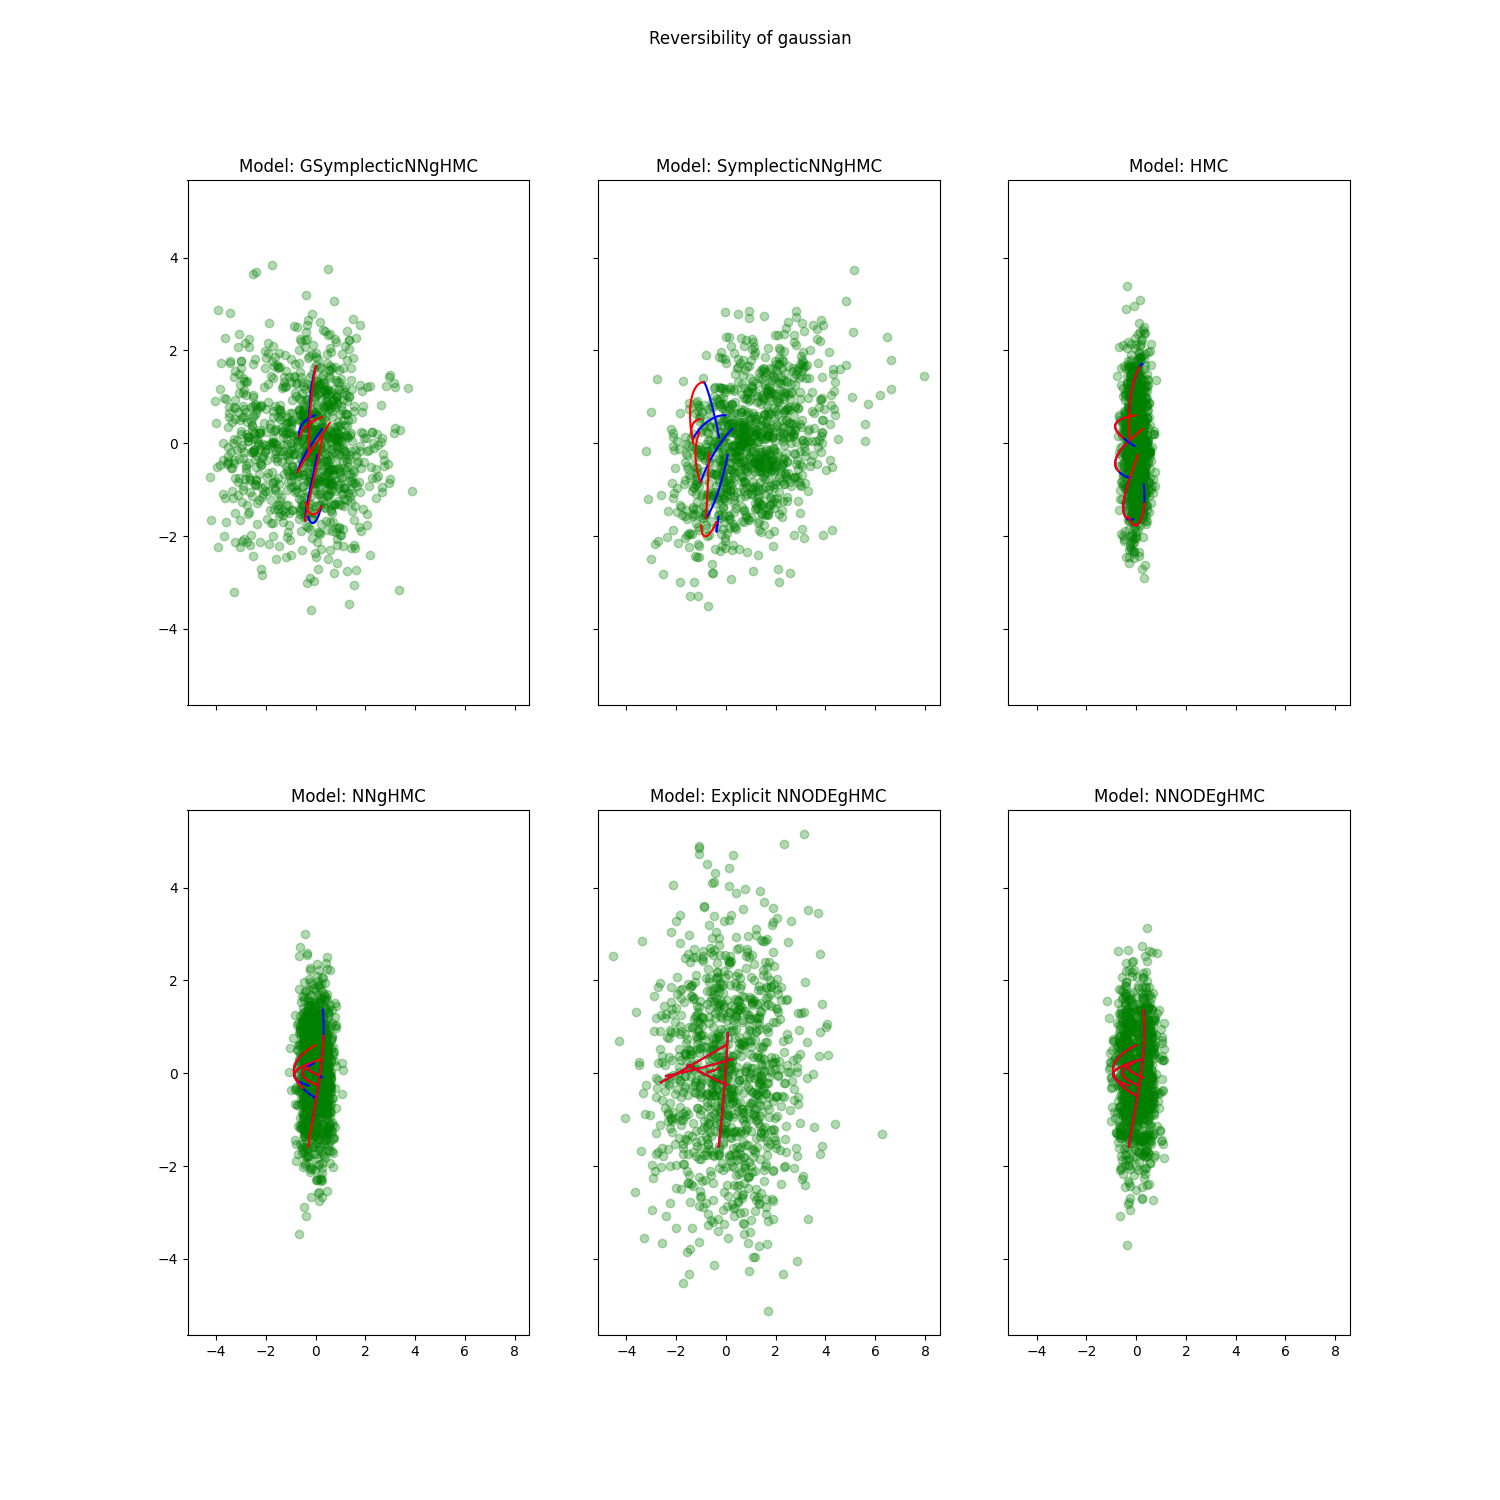 Reversibility of gaussian
Model: GSymplecticNNgHMC
Model: SymplecticNNgHMC
Model: HMC
4
2
0
−2
−4
Model: NNgHMC
Model: Explicit NNODEgHMC
Model: NNODEgHMC
4
2
0
−2
−4
−4 −2 0 2 4 6 8
−4 −2 0 2 4 6 8
−4 −2 0 2 4 6 8